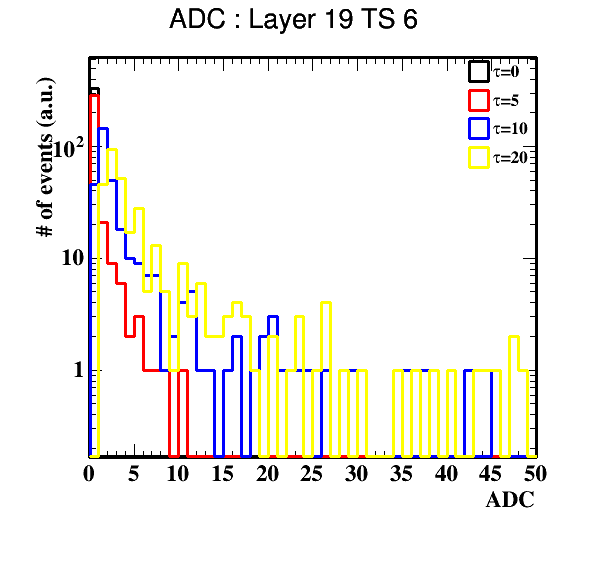 ADC : Layer 19 TS 6
# of events (a.u.)
10²
10
1
τ=0
τ=5
τ=10
τ=20
0 5 10 15 20 25 30 35 40 45 50
ADC